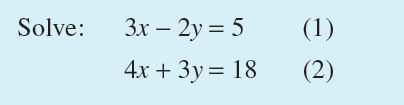 Solve: 3x − 2y = 5 (1)
4x + 3y = 18 (2)